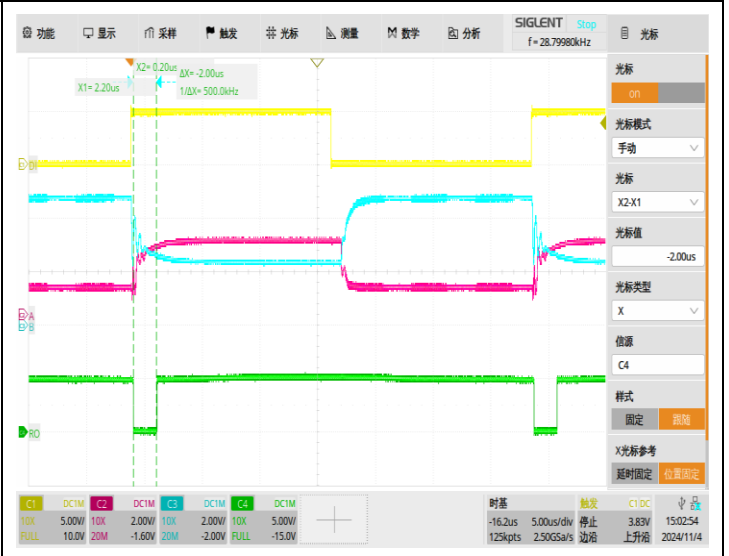 功能 显示 采样 触发 光标 测量 数学 分析 SIGLENT Stop 光标
f = 28.79980kHz
X2= 0.20us ΔX= -2.00us
X1= 2.20us 1/ΔX= 500.0kHz
光标
on
光标模式
手动
光标
X2-X1
光标值
-2.00us
光标类型
X
信源
C4
样式
固定 跟随
X光标参考
延时固定 位置固定
DI
A
B
RO
C1 DC1M C2 DC1M C3 DC1M C4 DC1M 时基 触发 C1 DC
10X 5.00V/ 10X 2.00V/ 10X 2.00V/ 10X 5.00V/ -16.2us 5.00us/div 停止 3.83V 15:02:54
FULL 10.0V 20M -1.60V 20M -2.00V FULL -15.0V 125kpts 2.50GSa/s 边沿 上升沿 2024/11/4